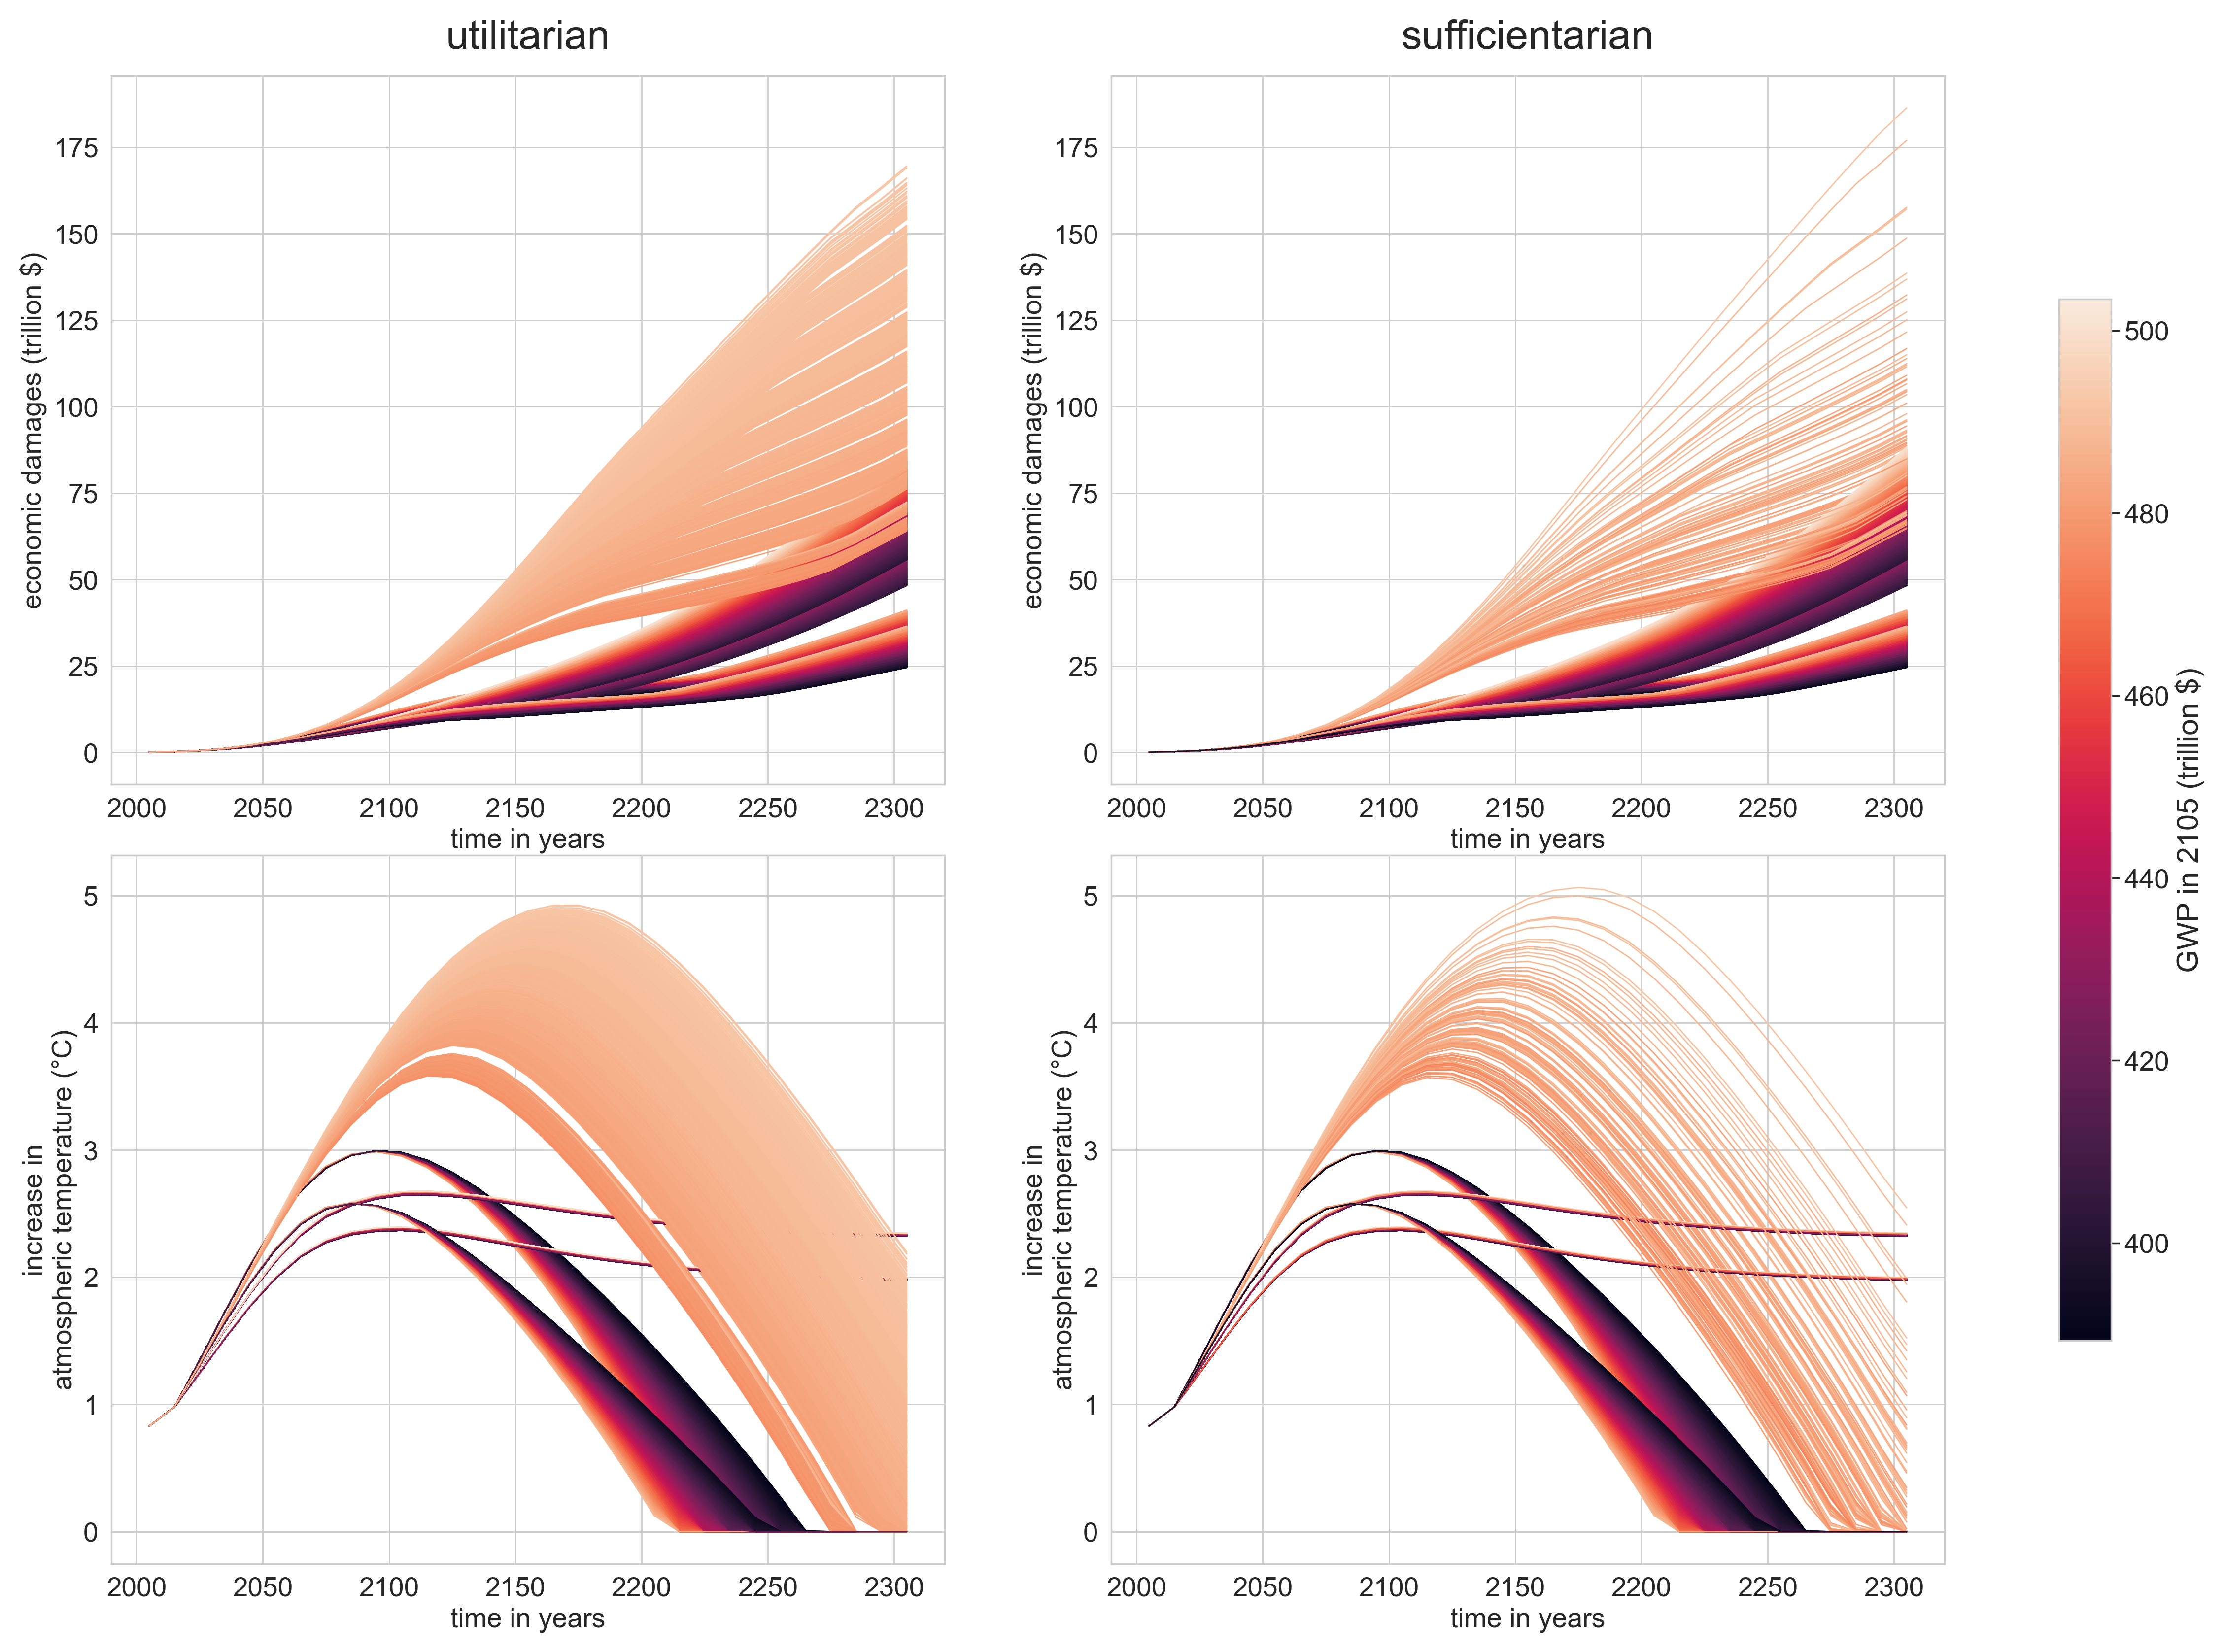 utilitarian
sufficientarian
economic damages (trillion $)
175
150
125
100
75
50
25
0
2000 2050 2100 2150 2200 2250 2300
time in years
economic damages (trillion $)
175
150
125
100
75
50
25
0
2000 2050 2100 2150 2200 2250 2300
time in years
increase in
atmospheric temperature (°C)
5
4
3
2
1
0
2000 2050 2100 2150 2200 2250 2300
time in years
increase in
atmospheric temperature (°C)
5
4
3
2
1
0
2000 2050 2100 2150 2200 2250 2300
time in years
500
480
460
440
420
400
GWP in 2105 (trillion $)